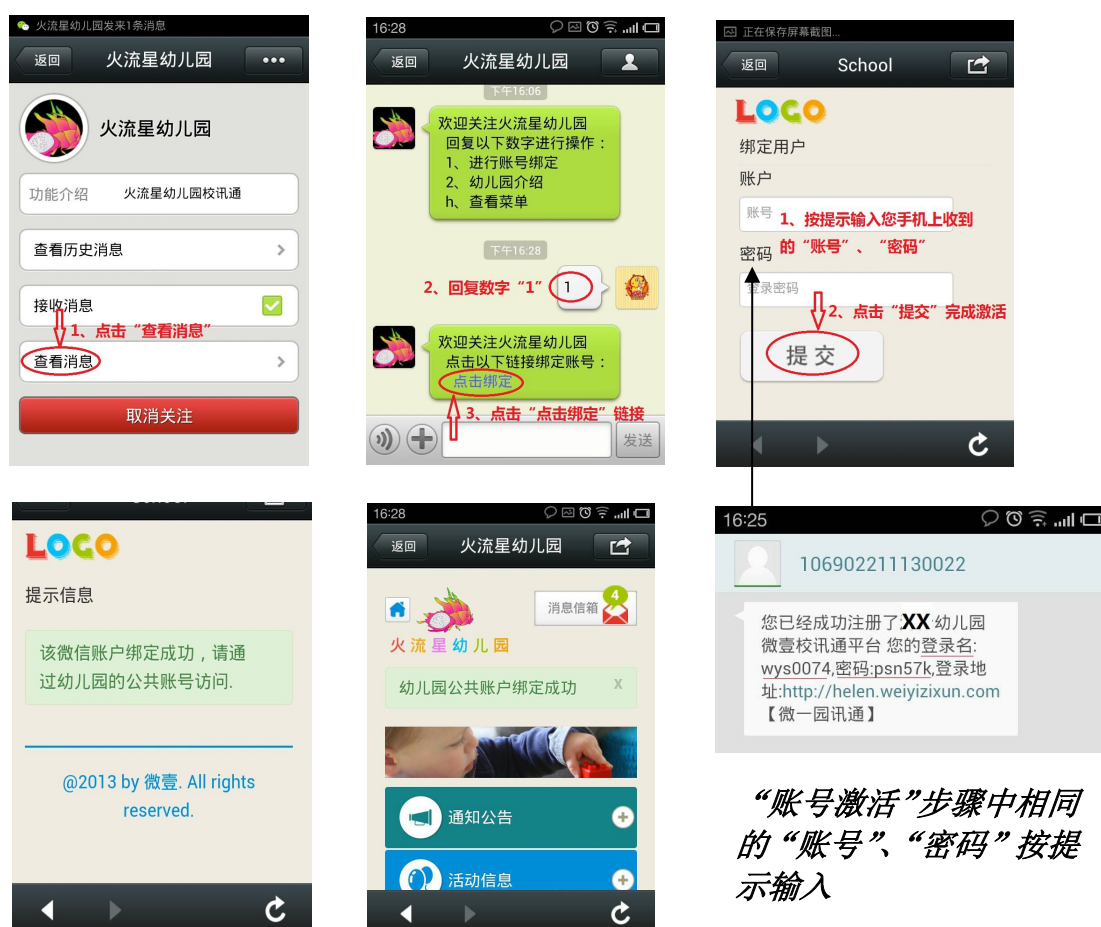 火流星幼儿园发来1条消息
返回
火流星幼儿园
火流星幼儿园
功能介绍
火流星幼儿园校讯通
查看历史消息
接收消息
1、点击“查看消息”
查看消息
取消关注
16:28
返回
火流星幼儿园
下午16:06
欢迎关注火流星幼儿园
回复以下数字进行操作：
1、进行账号绑定
2、幼儿园介绍
h、查看菜单
下午16:28
2、回复数字“1”
1
欢迎关注火流星幼儿园
点击以下链接绑定账号：
点击绑定
3、点击“点击绑定”链接
发送
正在保存屏幕截图...
返回
School
LOGO
绑定用户
账户
账号
1、按提示输入您手机上收到
的“账号”、“密码”
密码
登录密码
2、点击“提交”完成激活
提 交
LOGO
提示信息
该微信账户绑定成功，请通
过幼儿园的公共账号访问.
@2013 by 微壹. All rights
reserved.
16:28
返回
火流星幼儿园
消息信箱
4
火流星幼儿园
幼儿园公共账户绑定成功
X
通知公告
活动信息
16:25
106902211130022
您已经成功注册了XX幼儿园
微壹校讯通平台 您的登录名:
wys0074,密码:psn57k,登录地
址:http://helen.weiyizixun.com
【微一园讯通】
“账号激活”步骤中相同
的“账号”、“密码”按提
示输入